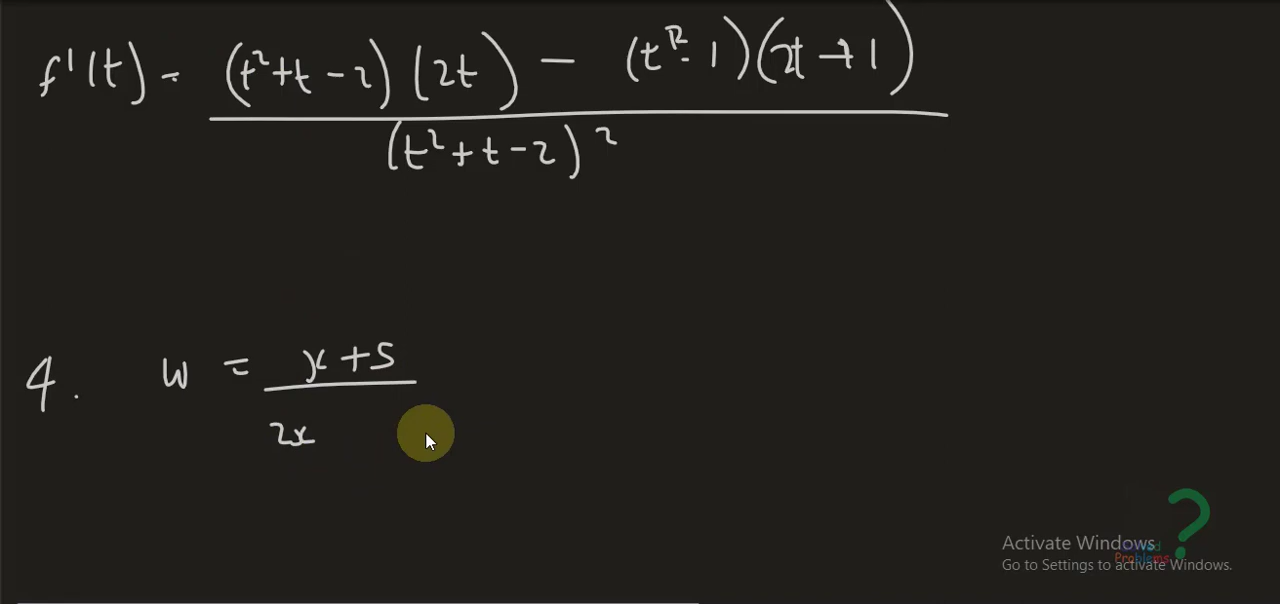 f'(t) = (t²+t-2)(2t) - (t²-1)(2t+1)
(t²+t-2)²
4. w = x+5
2x
Activate Windows
Problems
Go to Settings to activate Windows.